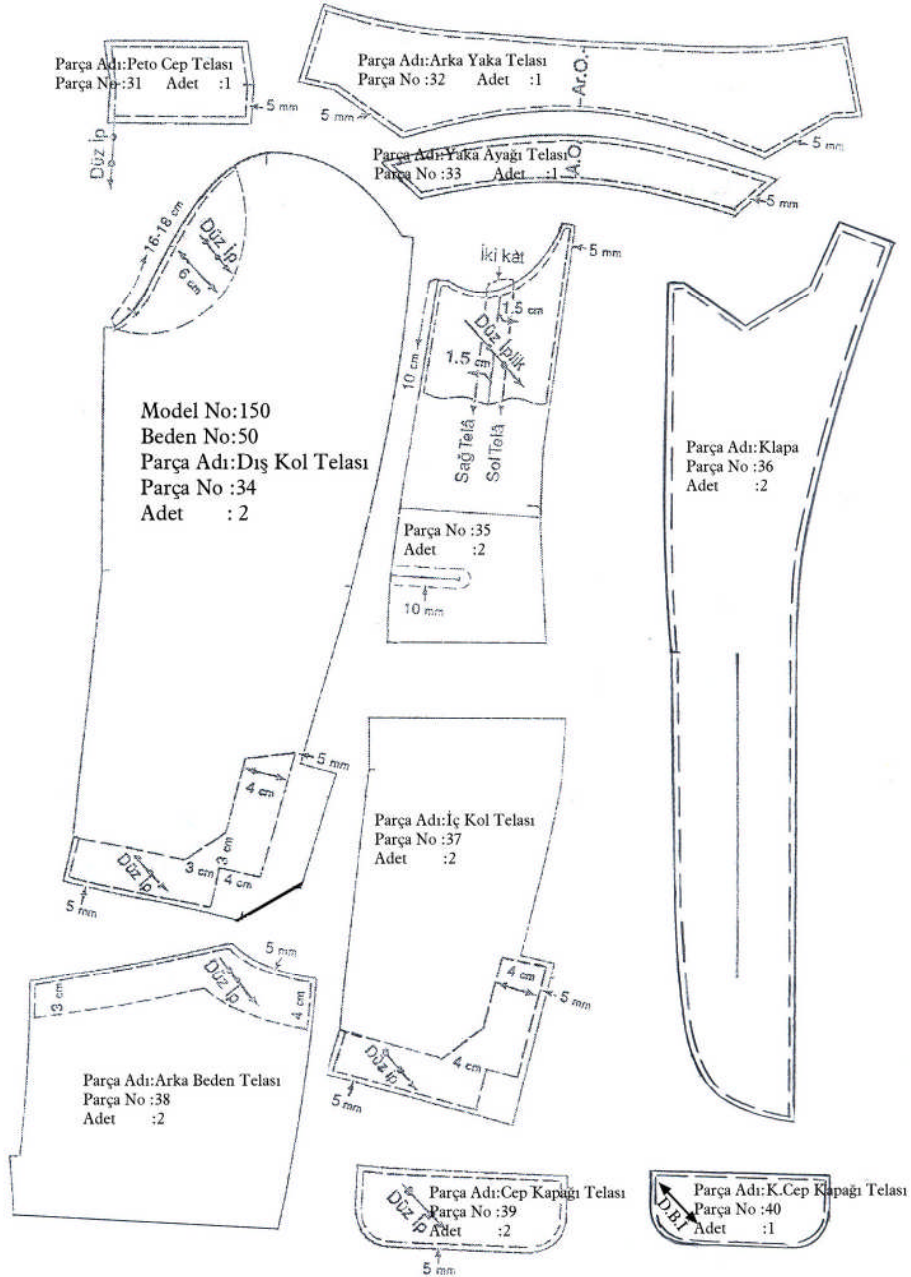 Parça Adı:Peto Cep Telası
Parça No :31 Adet :1
5 mm
Düz İp
Parça Adı:Arka Yaka Telası
Parça No :32 Adet :1
Ar.O.
5 mm
5 mm
Parça Adı:Yaka Ayağı Telası
Parça No :33 Adet :1
A.O
5 mm
16-18 cm
Düz İp
6 cm
Model No:150
Beden No:50
Parça Adı:Dış Kol Telası
Parça No :34
Adet : 2
5 mm
4 cm
3 cm
3 cm
4 cm
Düz İp
5 mm
İki kat
5 mm
1.5 cm
Düz İplik
1.5 cm
10 cm
Sağ Telâ
Sol Telâ
Parça No :35
Adet :2
10 mm
Parça Adı:Klapa
Parça No :36
Adet :2
Parça Adı:İç Kol Telası
Parça No :37
Adet :2
4 cm
5 mm
4 cm
Düz İp
5 mm
5 mm
3 cm
Düz İp
4 cm
Parça Adı:Arka Beden Telası
Parça No :38
Adet :2
Parça Adı:Cep Kapağı Telası
Parça No :39
Adet :2
Düz İp
5 mm
Parça Adı:K.Cep Kapağı Telası
Parça No :40
Adet :1
D.B.İ